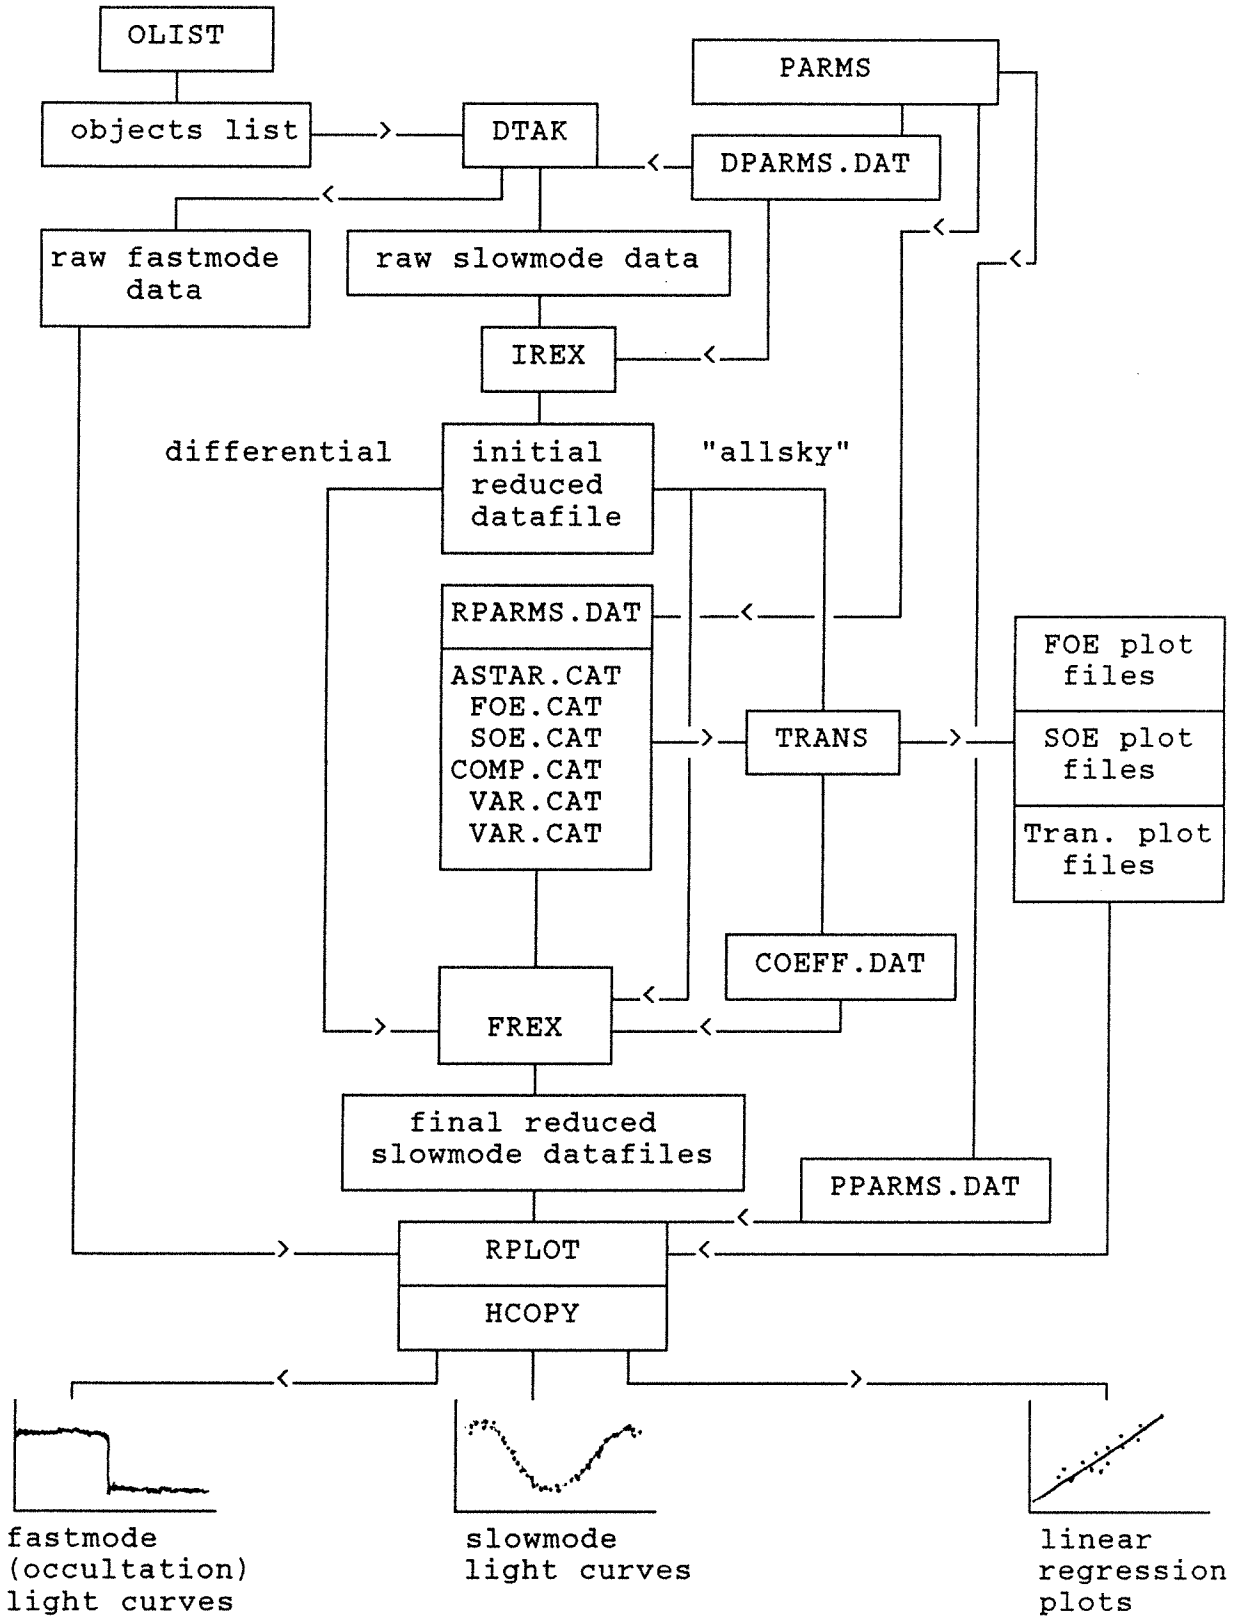 OLIST
PARMS
objects list
DTAK
DPARMS.DAT
raw fastmode
data
raw slowmode data
IREX
differential
initial
reduced
datafile
"allsky"
RPARMS.DAT
ASTAR.CAT
FOE.CAT
SOE.CAT
COMP.CAT
VAR.CAT
VAR.CAT
TRANS
FOE plot
files
SOE plot
files
Tran. plot
files
COEFF.DAT
FREX
final reduced
slowmode datafiles
PPARMS.DAT
RPLOT
HCOPY
fastmode
(occultation)
light curves
slowmode
light curves
linear
regression
plots